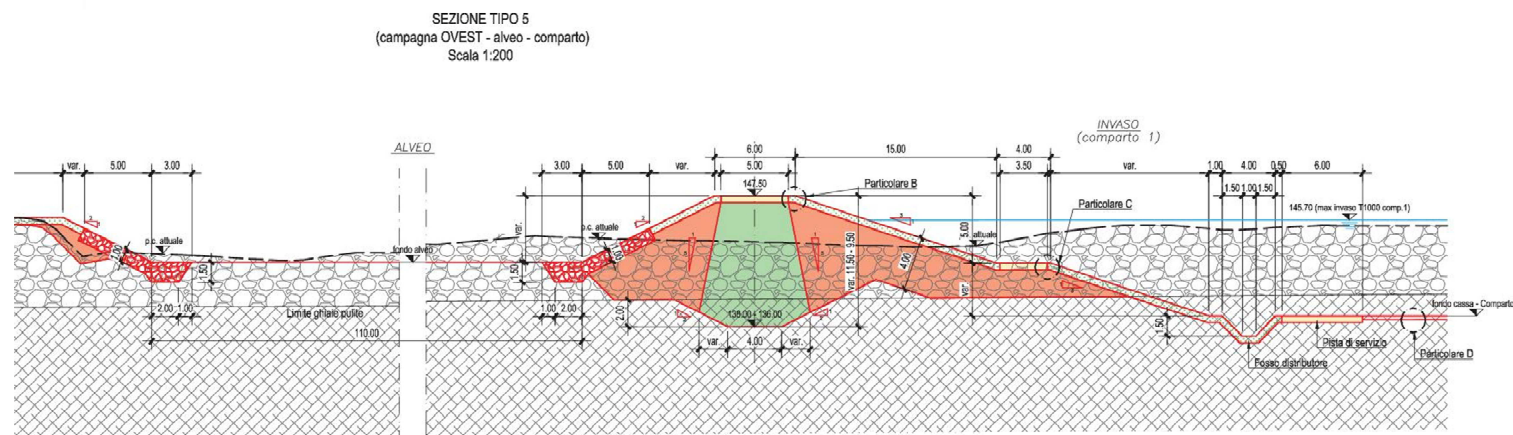 SEZIONE TIPO 5
(campagna OVEST - alveo - comparto)
Scala 1:200
INVASO
(comparto 1)
ALVEO
6.00
15.00
4.00
var.
5.00
3.00
3.00
5.00
var.
5.00
3.50
var.
1.00
4.00
0.50
6.00
147.50
Particolare B
1.50
1.00
1.50
Particolare C
145.70 (max invaso T1000 comp.1)
p.c. attuale
p.c. attuale
attuale
fondo alveo
var.
5.00
var. 11.50 - 9.50
4.00
1.50
1.50
var.
2.00
1.00
1.00
2.00
2.00
Limite ghiaie pulite
138.00 ÷ 136.00
fondo cassa - Comparto
1.50
110.00
var.
4.00
var.
Pista di servizio
Fosso distributore
Particolare D